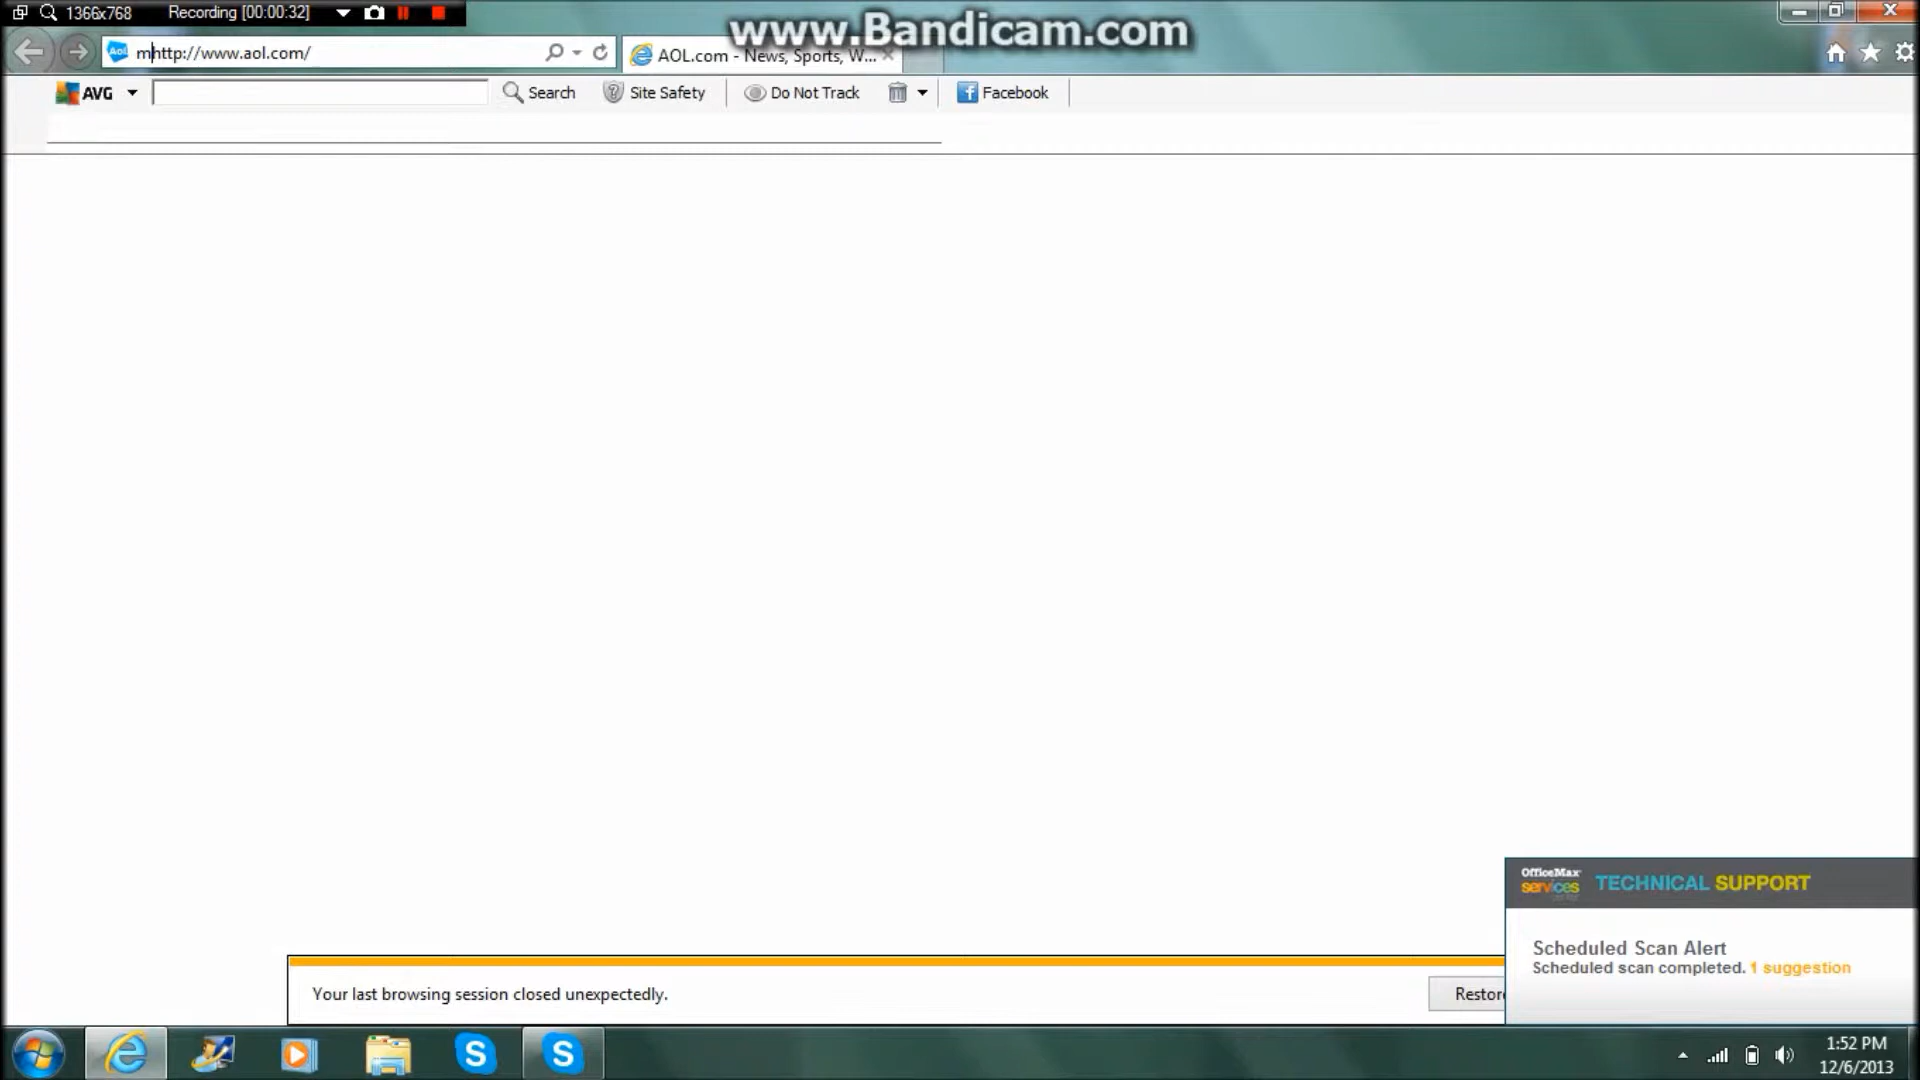 1366x768 Recording [00:00:32]
www.Bandicam.com
Aol mhttp://www.aol.com/
AOL.com - News, Sports, W...
AVG Search Site Safety Do Not Track Facebook
OfficeMax
services
TECHNICAL SUPPORT
Scheduled Scan Alert
Scheduled scan completed. 1 suggestion
Your last browsing session closed unexpectedly.
Restore
1:52 PM
12/6/2013